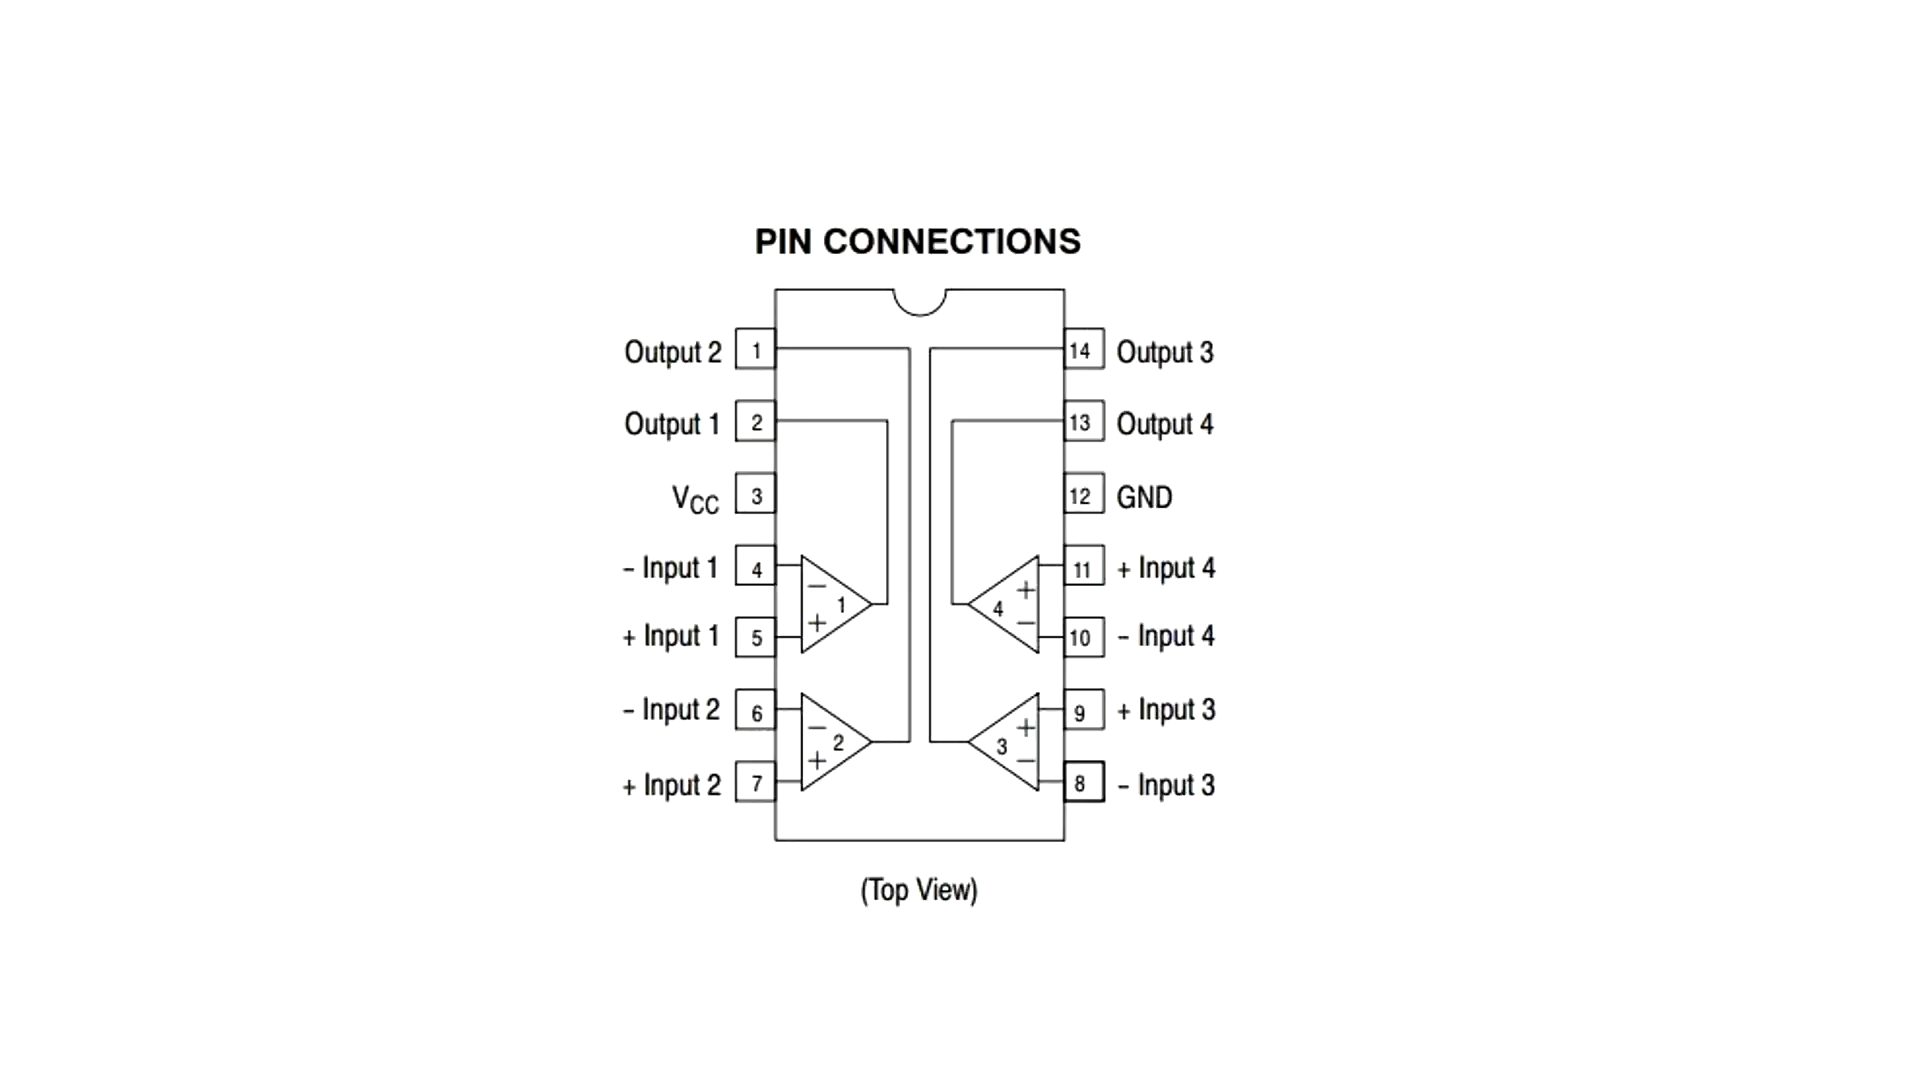 PIN CONNECTIONS
Output 2 1 14 Output 3
Output 1 2 13 Output 4
VCC 3 12 GND
– Input 1 4 11 + Input 4
– + 1 4 + –
+ Input 1 5 10 – Input 4
– Input 2 6 9 + Input 3
– + 2 3 + –
+ Input 2 7 8 – Input 3
(Top View)